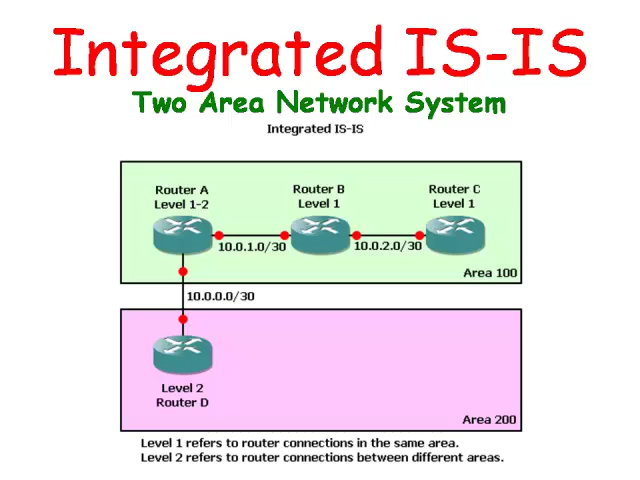 Integrated IS-IS
Two Area Network System
Integrated IS-IS
Router A
Level 1-2
Router B
Level 1
Router C
Level 1
10.0.1.0/30
10.0.2.0/30
Area 100
10.0.0.0/30
Level 2
Router D
Area 200
Level 1 refers to router connections in the same area.
Level 2 refers to router connections between different areas.